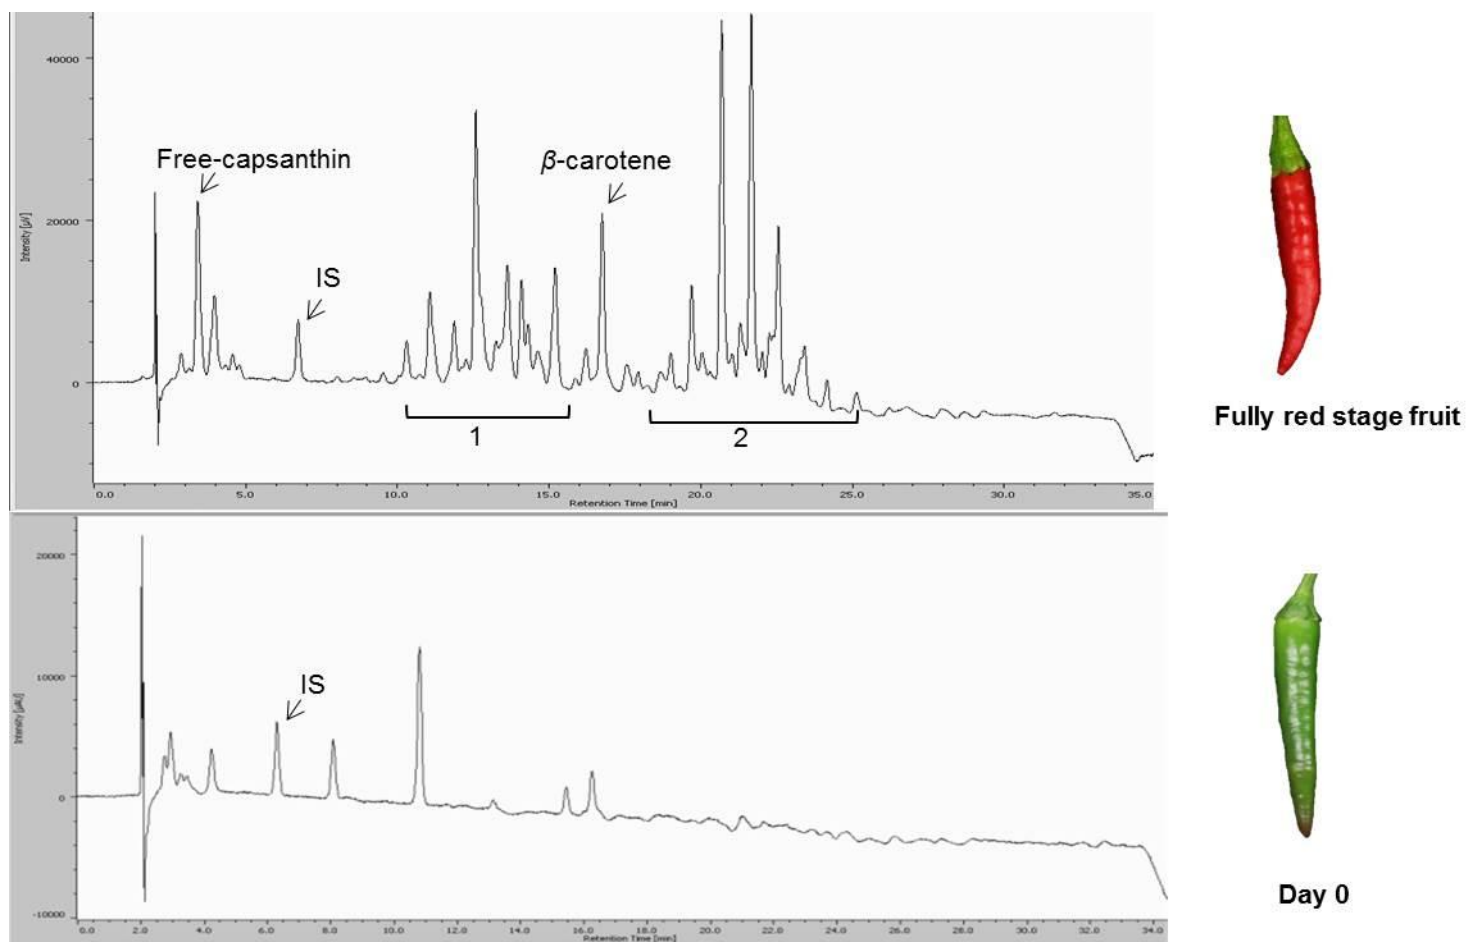 40000
Free-capsanthin
β-carotene
20000
IS
Intensity [μV]
0
1
2
Fully red stage fruit
0.0 5.0 10.0 15.0 20.0 25.0 30.0 35.0
Retention Time [min]
20000
10000
IS
0
-10000
0.0 2.0 4.0 6.0 8.0 10.0 12.0 14.0 16.0 18.0 20.0 22.0 24.0 26.0 28.0 30.0 32.0 34.0
Retention Time [min]
Day 0